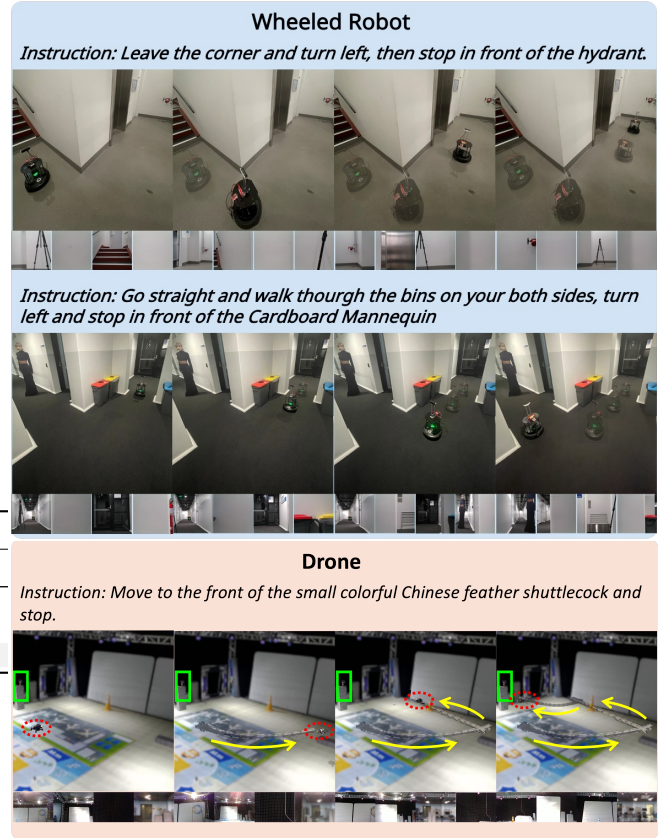 Wheeled Robot
Instruction: Leave the corner and turn left, then stop in front of the hydrant.
Instruction: Go straight and walk thourgh the bins on your both sides, turn
left and stop in front of the Cardboard Mannequin
Drone
Instruction: Move to the front of the small colorful Chinese feather shuttlecock and
stop.